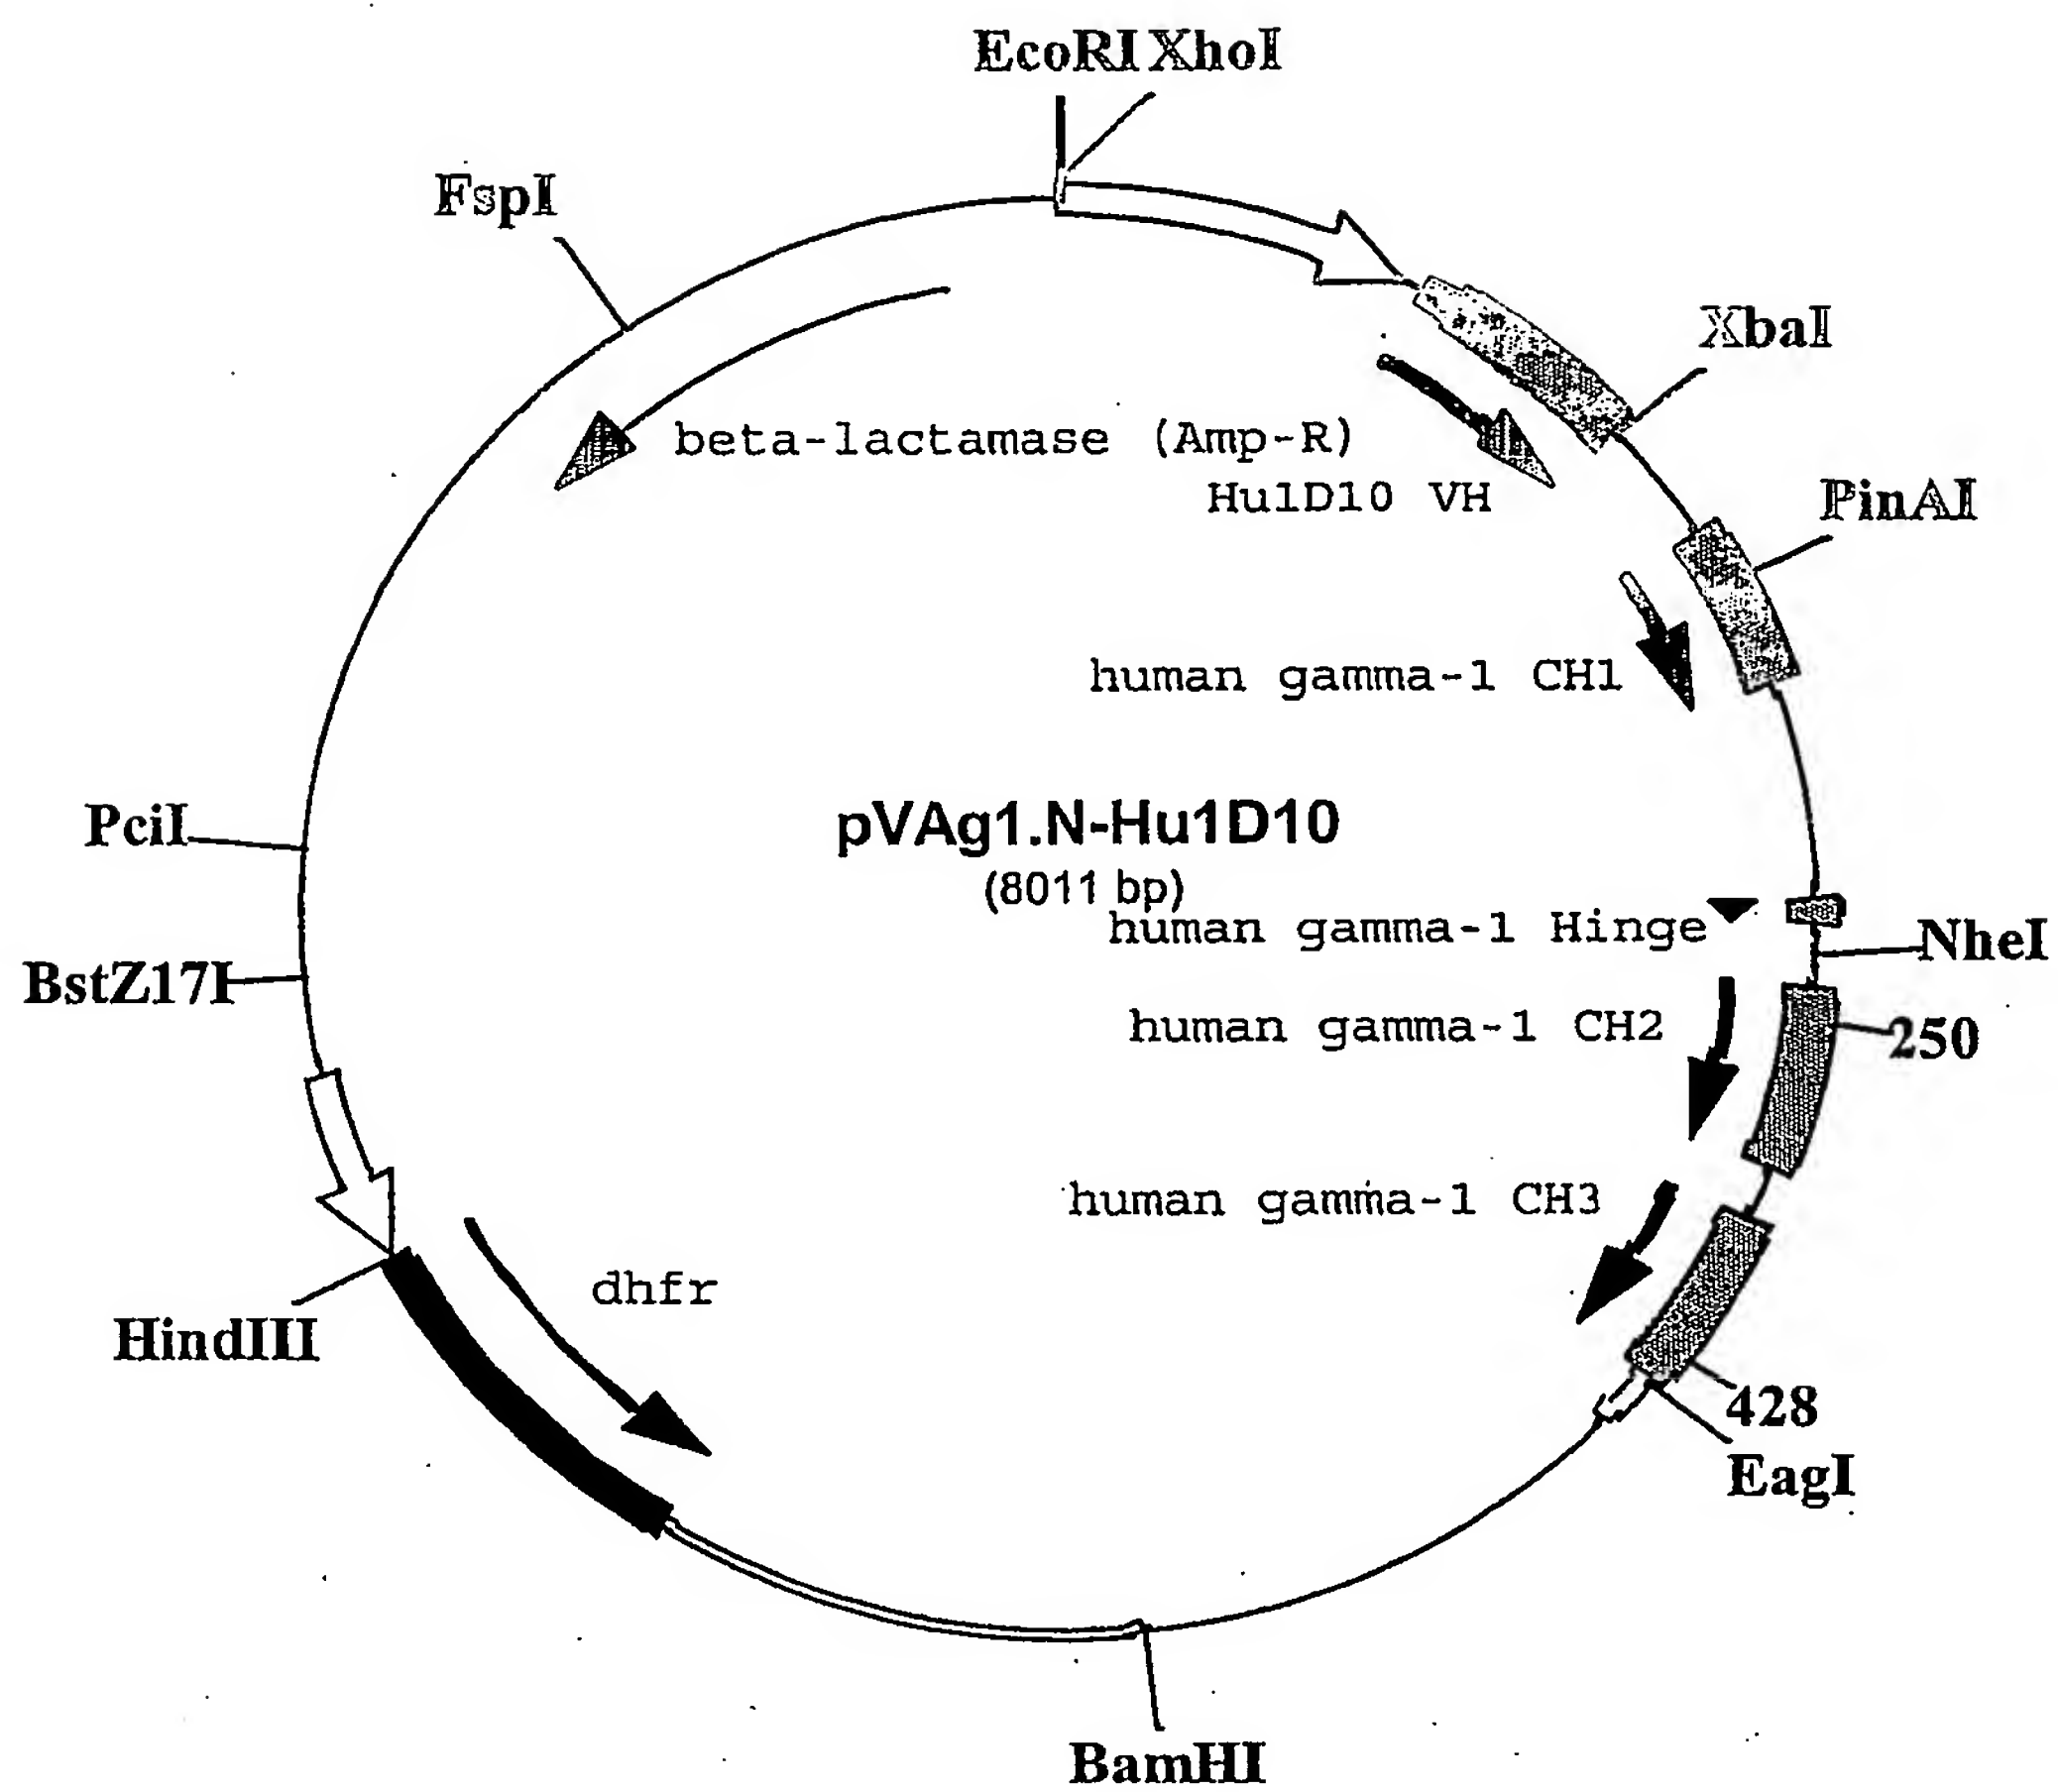 EcoRI XhoI
FspI
XbaI
beta-lactamase (Amp-R)
Hu1D10 VH
PinAI
human gamma-1 CH1
PciI
pVAg1.N-Hu1D10
(8011 bp)
human gamma-1 Hinge
NheI
BstZ17I
human gamma-1 CH2
250
human gamma-1 CH3
dhfr
HindIII
428
EagI
BamHI